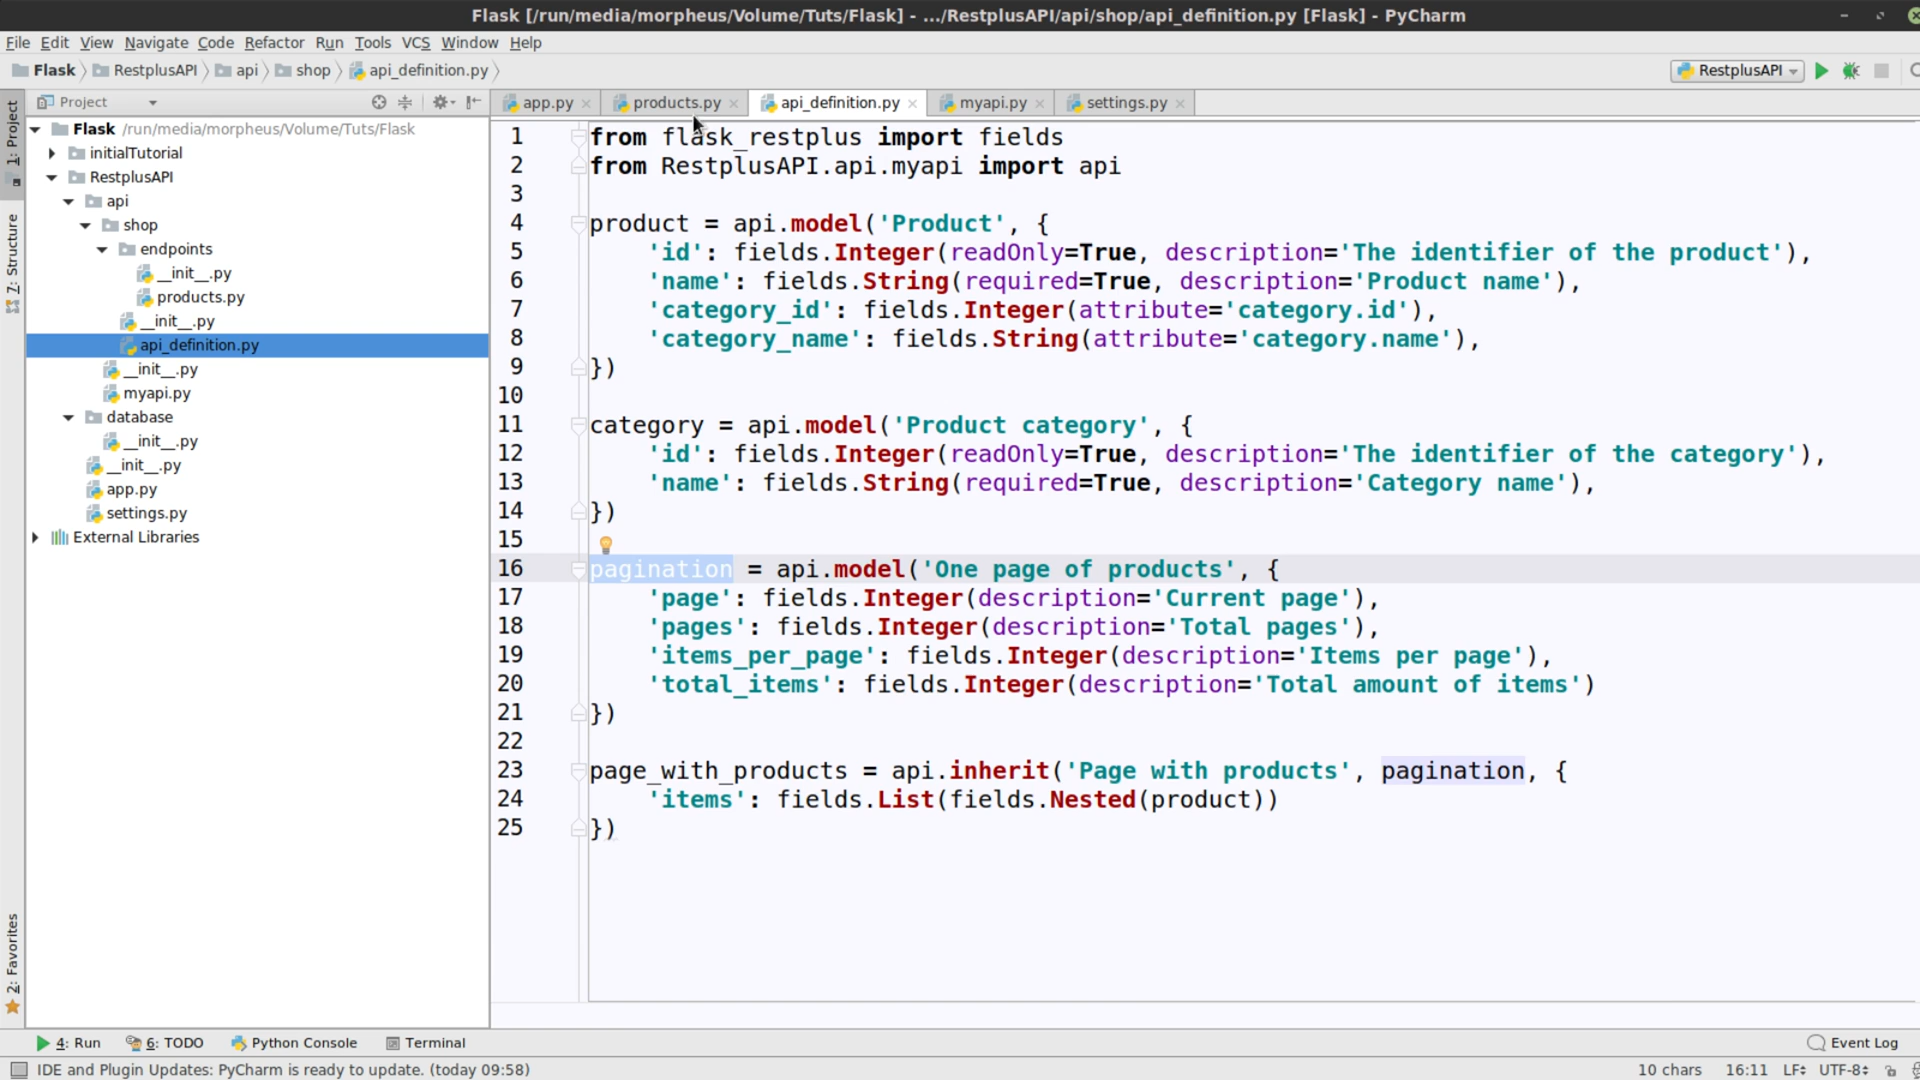 Flask [/run/media/morpheus/Volume/Tuts/Flask] - .../RestplusAPI/api/shop/api_definition.py [Flask] - PyCharm
File Edit View Navigate Code Refactor Run Tools VCS Window Help
Flask RestplusAPI api shop api_definition.py RestplusAPI
Project app.py products.py api_definition.py myapi.py settings.py
1: Project
7: Structure
2: Favorites
Flask /run/media/morpheus/Volume/Tuts/Flask
initialTutorial
RestplusAPI
api
shop
endpoints
__init__.py
products.py
__init__.py
api_definition.py
__init__.py
myapi.py
database
__init__.py
__init__.py
app.py
settings.py
External Libraries
1 from flask_restplus import fields
2 from RestplusAPI.api.myapi import api
3
4 product = api.model('Product', {
5     'id': fields.Integer(readOnly=True, description='The identifier of the product'),
6     'name': fields.String(required=True, description='Product name'),
7     'category_id': fields.Integer(attribute='category.id'),
8     'category_name': fields.String(attribute='category.name'),
9 })
10
11 category = api.model('Product category', {
12     'id': fields.Integer(readOnly=True, description='The identifier of the category'),
13     'name': fields.String(required=True, description='Category name'),
14 })
15
16 pagination = api.model('One page of products', {
17     'page': fields.Integer(description='Current page'),
18     'pages': fields.Integer(description='Total pages'),
19     'items_per_page': fields.Integer(description='Items per page'),
20     'total_items': fields.Integer(description='Total amount of items')
21 })
22
23 page_with_products = api.inherit('Page with products', pagination, {
24     'items': fields.List(fields.Nested(product))
25 })
4: Run 6: TODO Python Console Terminal Event Log
IDE and Plugin Updates: PyCharm is ready to update. (today 09:58) 10 chars 16:11 LF UTF-8